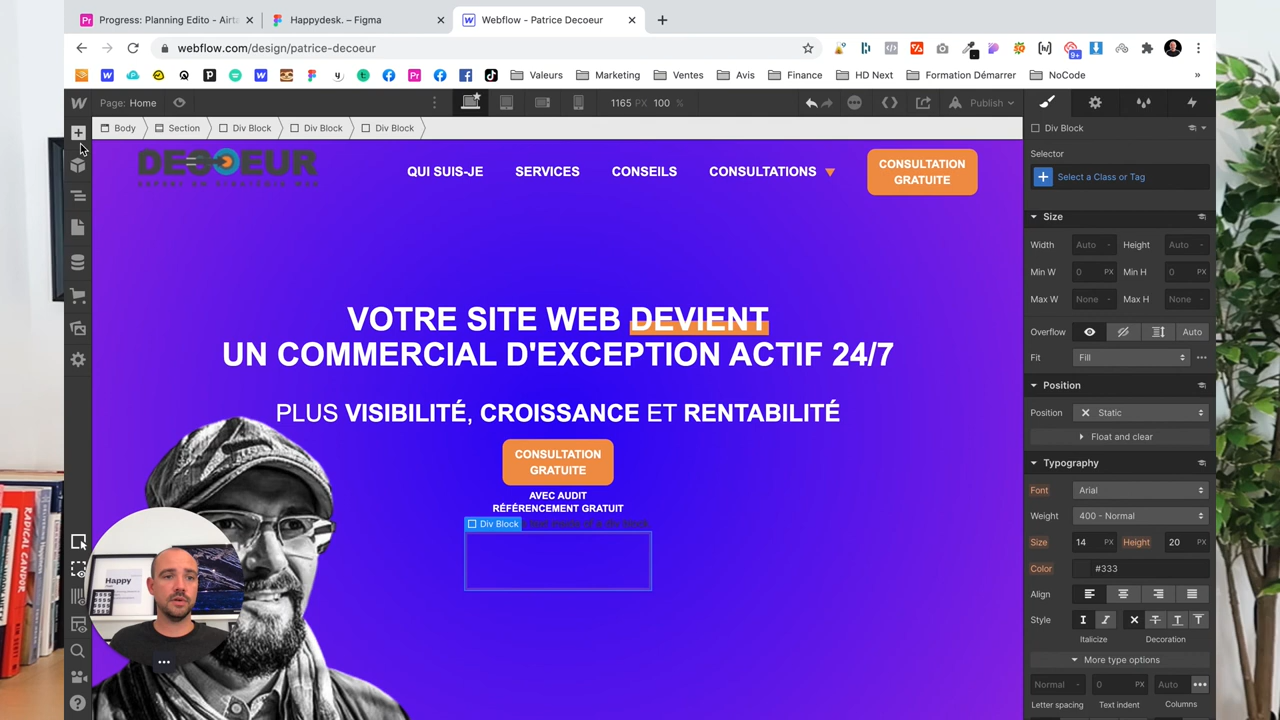 Progress: Planning Edito - Airta
Happydesk. – Figma
Webflow - Patrice Decoeur
webflow.com/design/patrice-decoeur
9+
Valeurs
Marketing
Ventes
Avis
Finance
HD Next
Formation Démarrer
NoCode
»
Page: Home
1165 PX 100 %
Publish
Body
Section
Div Block
Div Block
Div Block
Div Block
DECOEUR
QUI SUIS-JE
SERVICES
CONSEILS
CONSULTATIONS
CONSULTATION
GRATUITE
VOTRE SITE WEB DEVIENT
UN COMMERCIAL D'EXCEPTION ACTIF 24/7
PLUS VISIBILITÉ, CROISSANCE ET RENTABILITÉ
CONSULTATION
GRATUITE
AVEC AUDIT
RÉFÉRENCEMENT GRATUIT
Div Block
Happy
RADICAL CANDOR
Selector
Select a Class or Tag
Size
Width Auto - Height Auto -
Min W 0 PX Min H 0 PX
Max W None - Max H None -
Overflow Auto
Fit Fill
Position
Position Static
Float and clear
Typography
Font Arial
Weight 400 - Normal
Size 14 PX Height 20 PX
Color #333
Align
Style
Italicize Decoration
More type options
Normal - 0 PX Auto
Letter spacing Text indent Columns